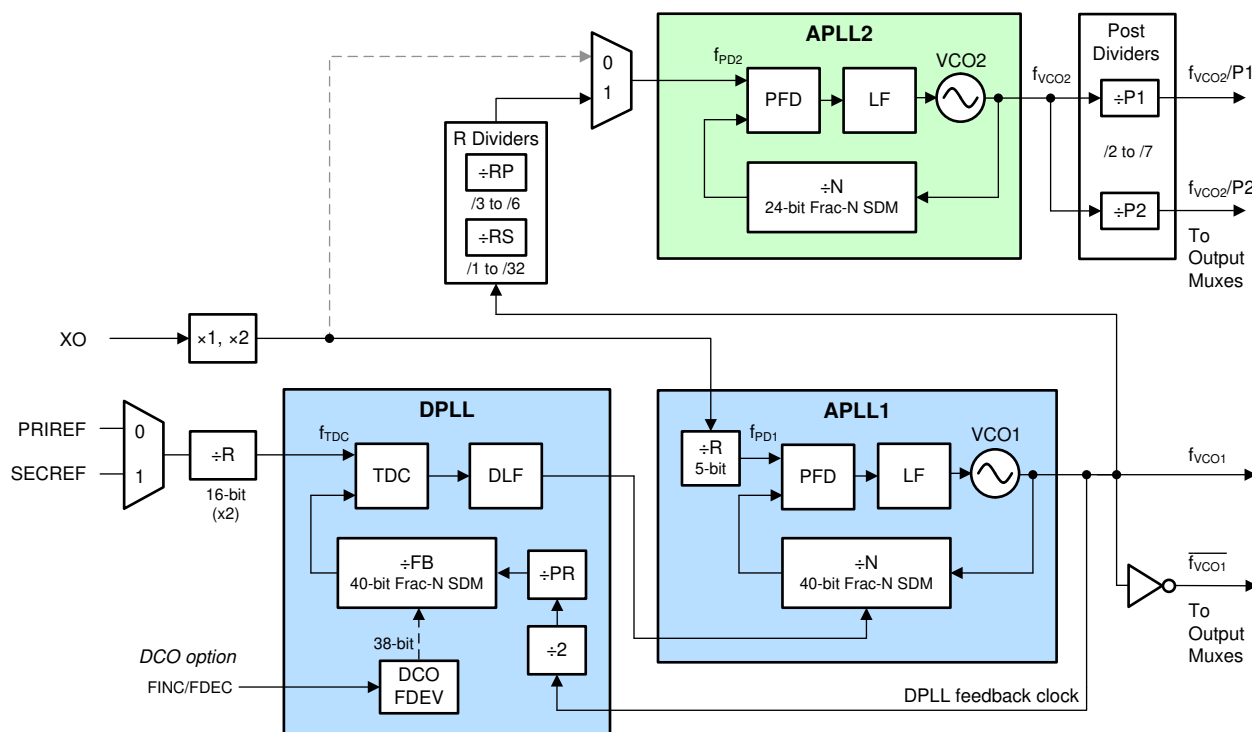 APLL2
Post
Dividers
0
1
f_PD2
PFD
LF
VCO2
f_VCO2
÷P1
f_VCO2/P1
R Dividers
÷RP
/3 to /6
÷RS
/1 to /32
÷N
24-bit Frac-N SDM
/2 to /7
÷P2
f_VCO2/P2
To
Output
Muxes
XO
×1, ×2
DPLL
APLL1
PRIREF
SECREF
0
1
÷R
16-bit
(x2)
f_TDC
TDC
DLF
÷R
5-bit
f_PD1
PFD
LF
VCO1
f_VCO1
÷FB
40-bit Frac-N SDM
÷PR
÷N
40-bit Frac-N SDM
f_VCO1
To
Output
Muxes
38-bit
÷2
DCO option
FINC/FDEC
DCO
FDEV
DPLL feedback clock